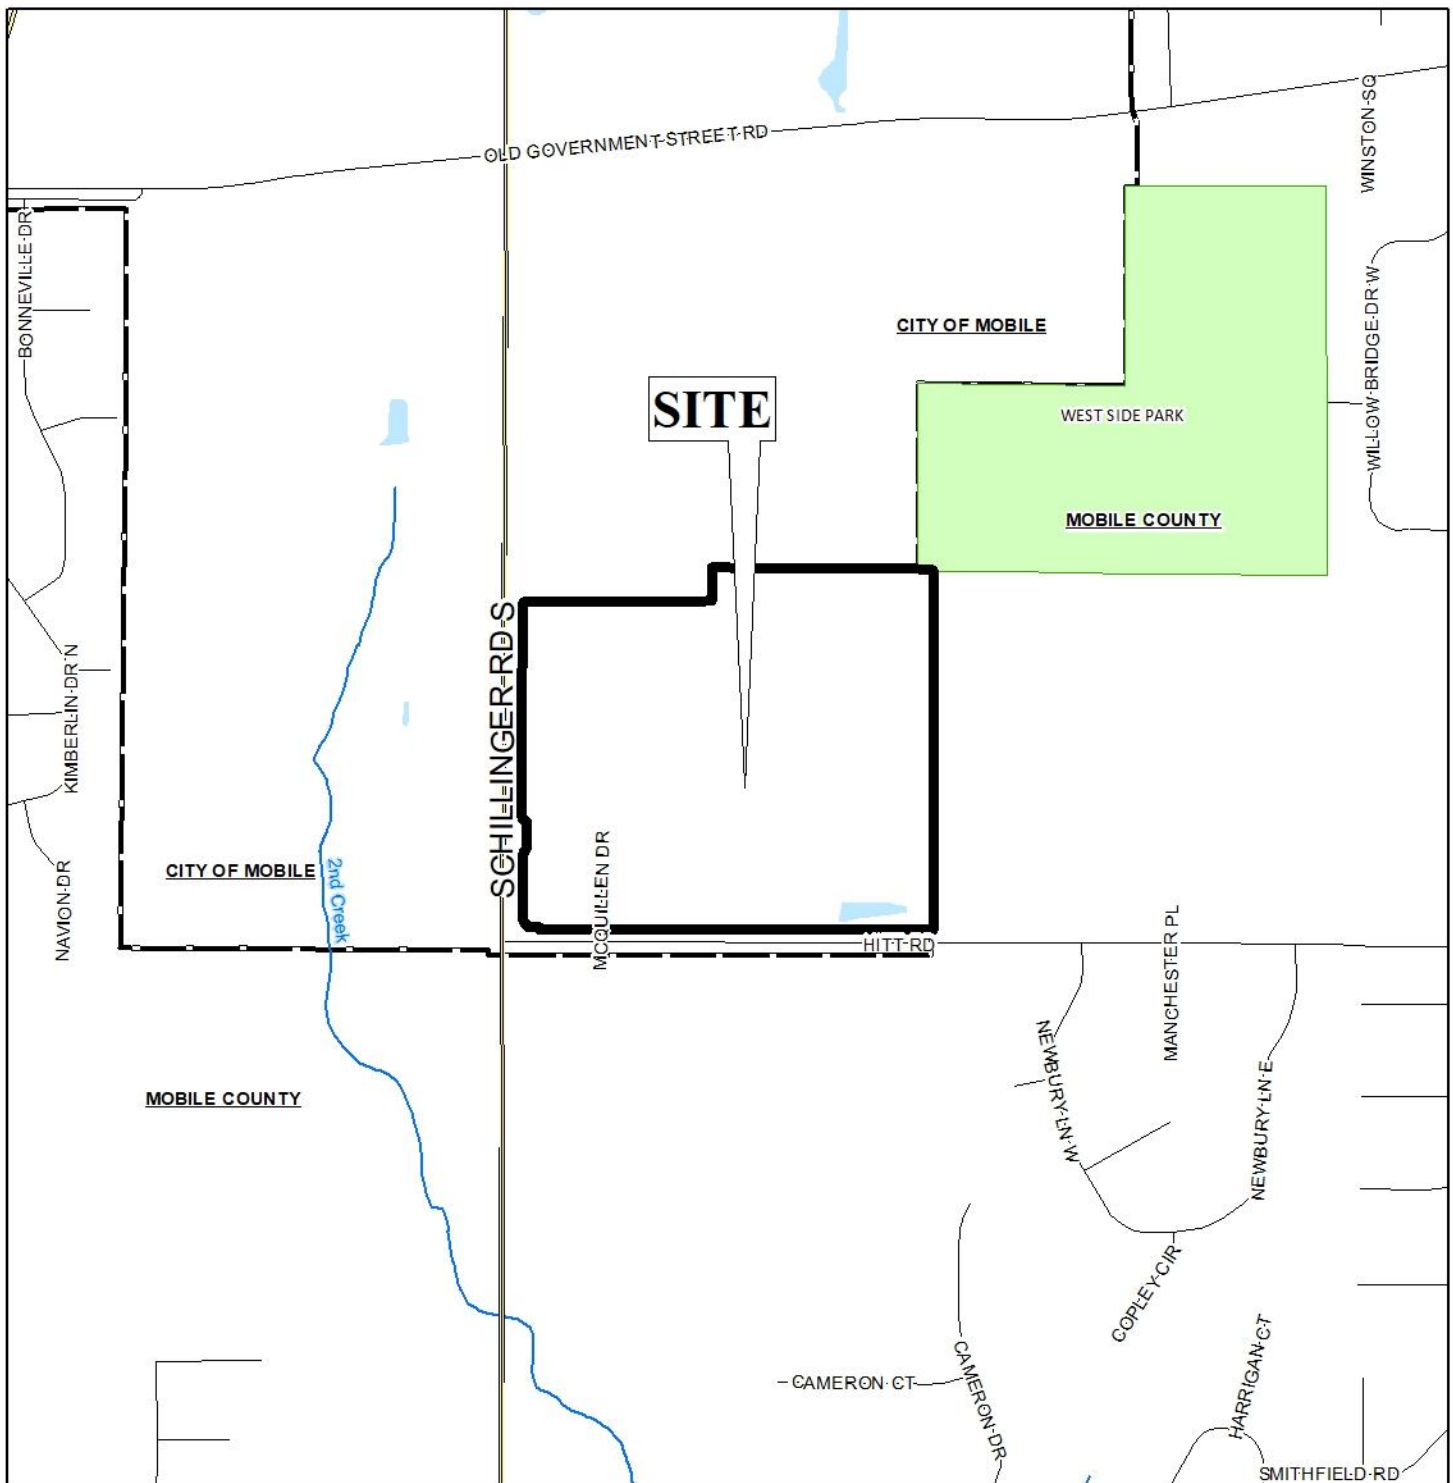 OLD GOVERNMENT STREET RD
WINSTON SQ
BONNEVILLE DR
WILLOW BRIDGE DR W
CITY OF MOBILE
SITE
WEST SIDE PARK
MOBILE COUNTY
SCHILLINGER RD S
KIMBERLIN DR N
NAVION DR
CITY OF MOBILE
2nd Creek
MCQUILLEN DR
HITT RD
MANCHESTER PL
NEWBURY LN W
NEWBURY LN E
MOBILE COUNTY
COPLEY CIR
HARRIGAN CT
CAMERON CT
CAMERON DR
SMITHFIELD RD